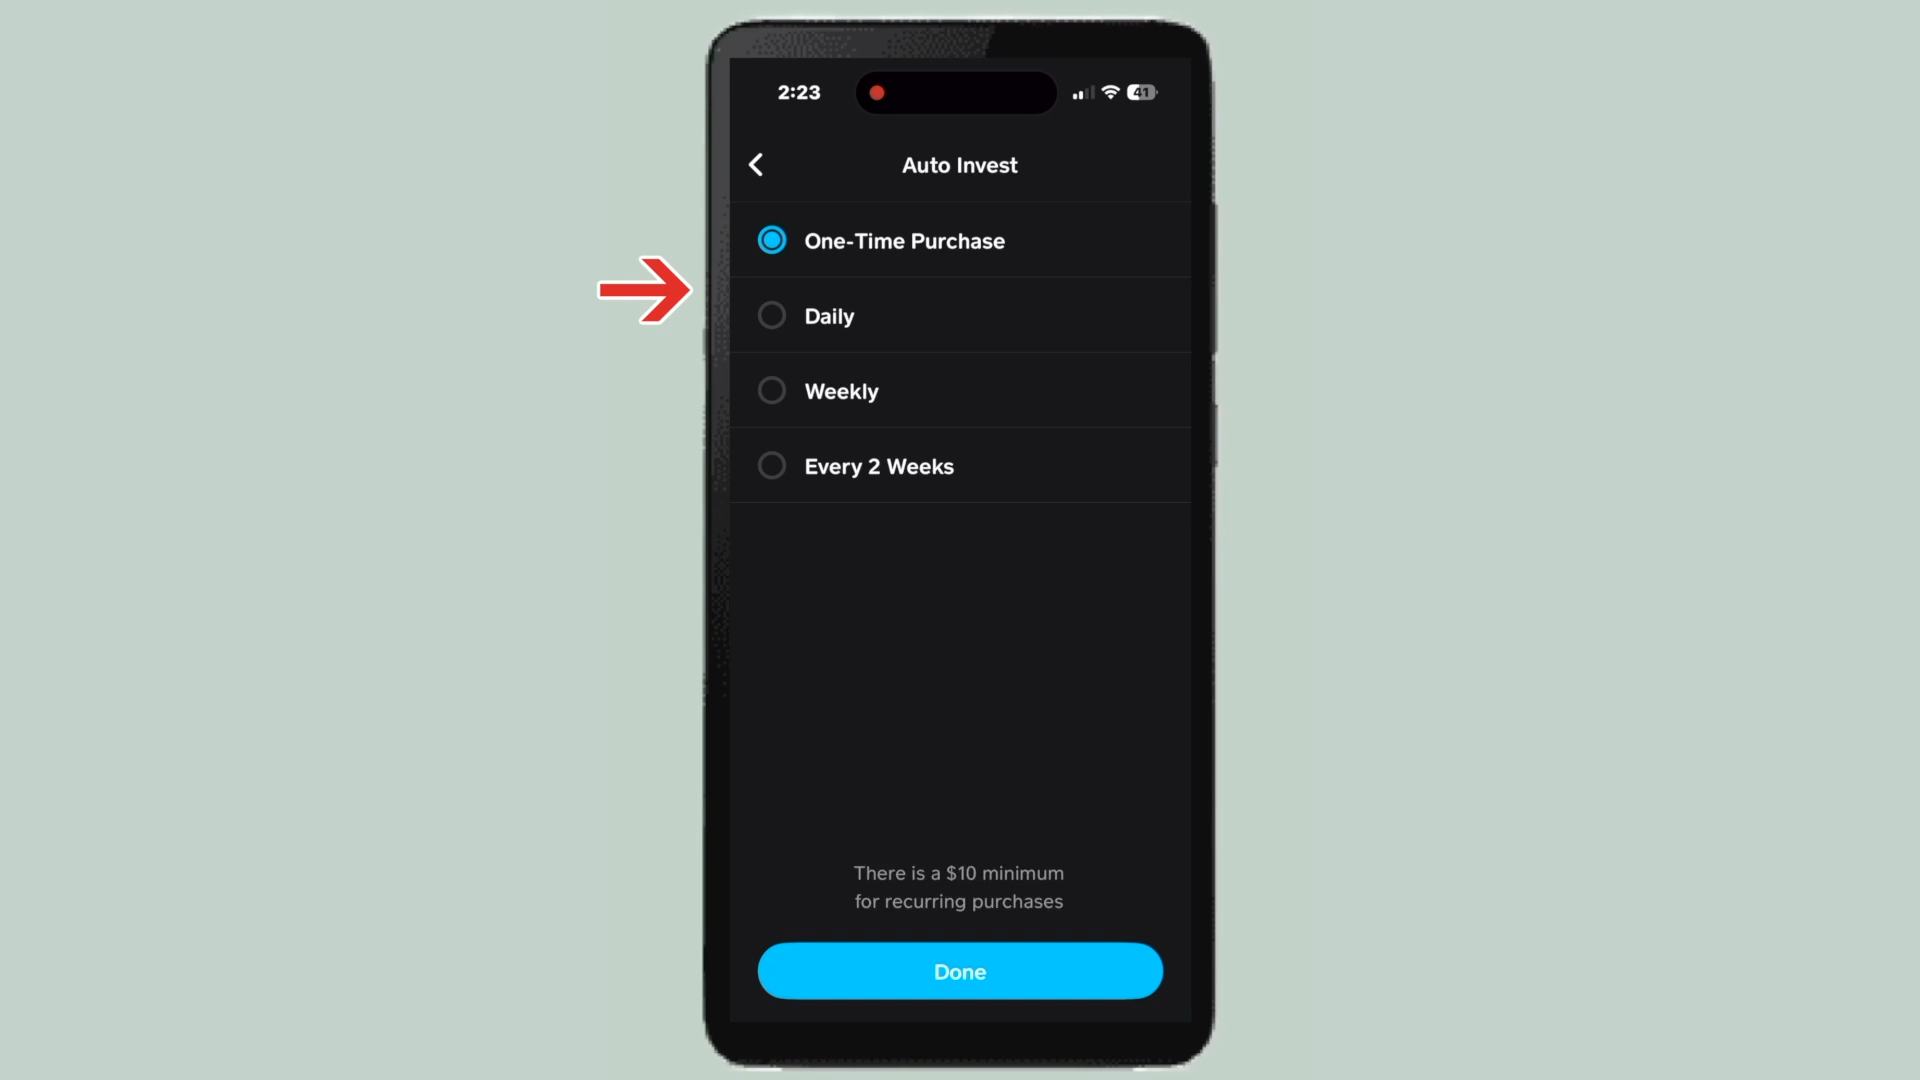 2:23
41
Auto Invest
One-Time Purchase
Daily
Weekly
Every 2 Weeks
There is a $10 minimum
for recurring purchases
Done